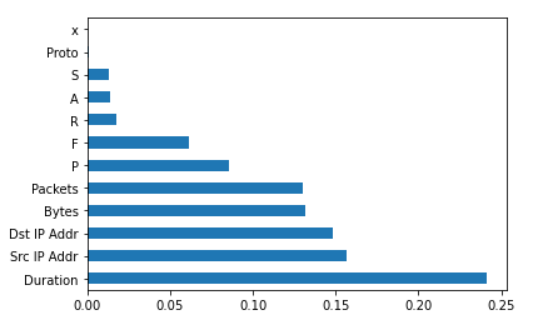 x
Proto
S
A
R
F
P
Packets
Bytes
Dst IP Addr
Src IP Addr
Duration
0.00 0.05 0.10 0.15 0.20 0.25